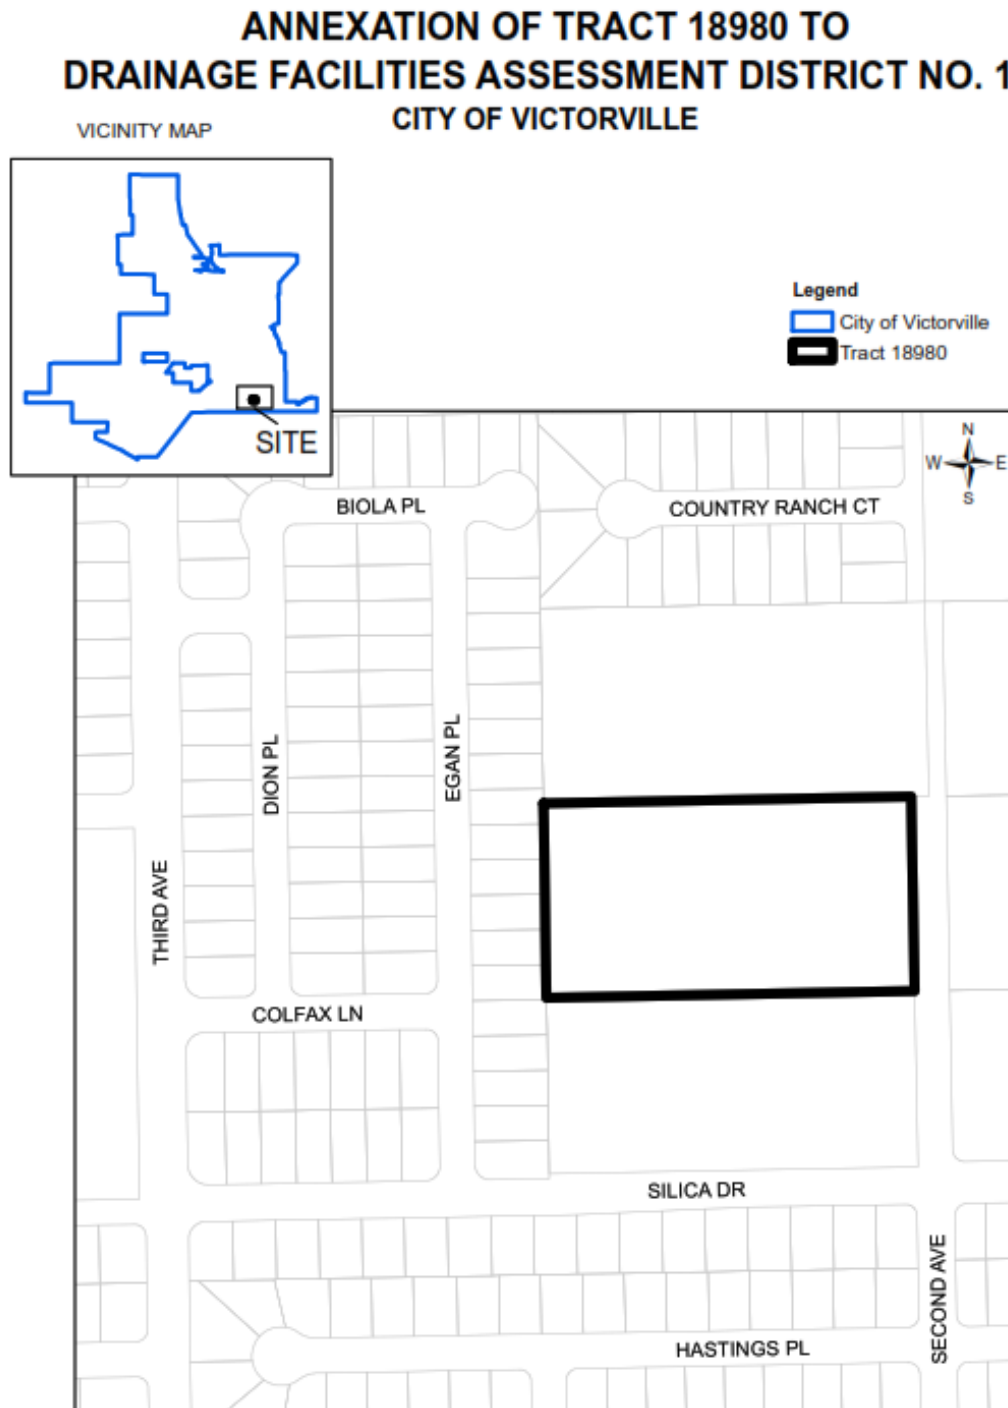 ANNEXATION OF TRACT 18980 TO
DRAINAGE FACILITIES ASSESSMENT DISTRICT NO. 1
CITY OF VICTORVILLE
VICINITY MAP
SITE
Legend
City of Victorville
Tract 18980
N
W E
S
BIOLA PL
COUNTRY RANCH CT
DION PL
EGAN PL
THIRD AVE
COLFAX LN
SILICA DR
SECOND AVE
HASTINGS PL